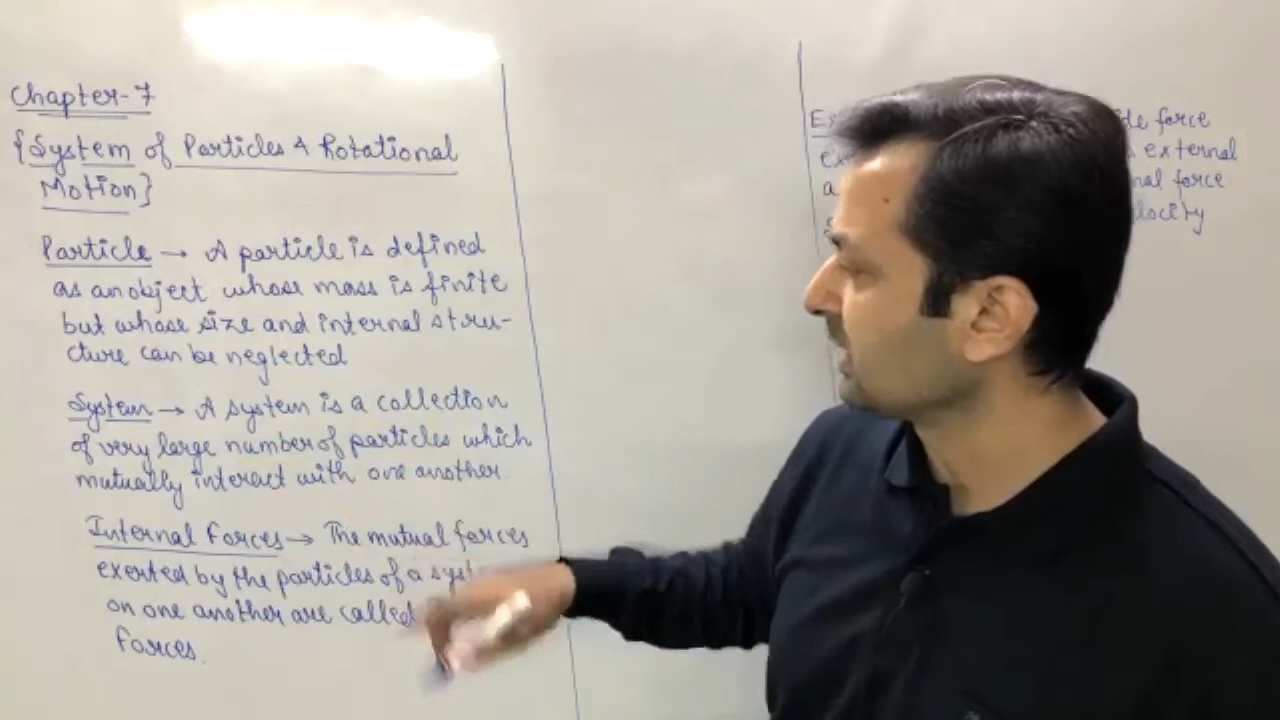 Chapter-7
{System of Particles & Rotational
Motion}
Particle → A particle is defined
as an object whose mass is finite
but whose size and internal stru-
cture can be neglected
System → A system is a collection
of very large number of particles which
mutually interact with one another.
Internal Forces → The mutual forces
exerted by the particles of a
on one another are called
forces.
force
external
force